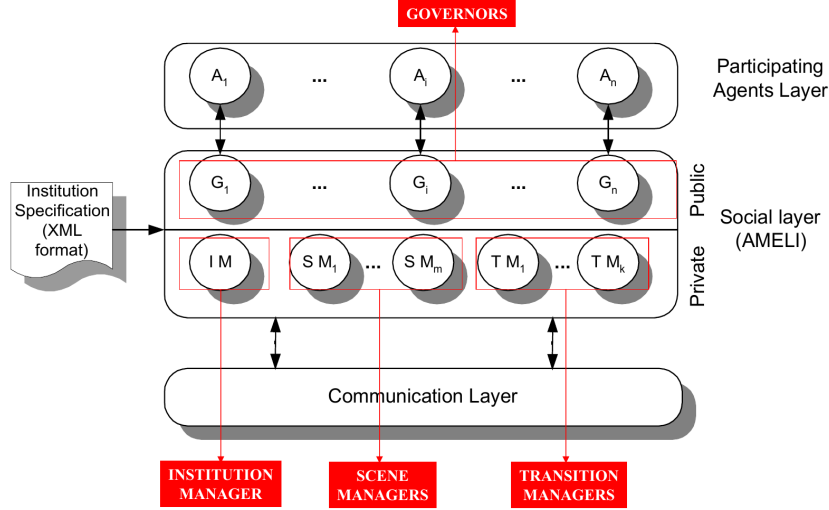 GOVERNORS
A1 ... Ai ... An
Participating
Agents Layer
G1 ... Gi ... Gn
Public
Institution
Specification
(XML
format)
Social layer
(AMELI)
I M S M1 ... S Mm T M1 ... T Mk
Private
Communication Layer
INSTITUTION
MANAGER
SCENE
MANAGERS
TRANSITION
MANAGERS